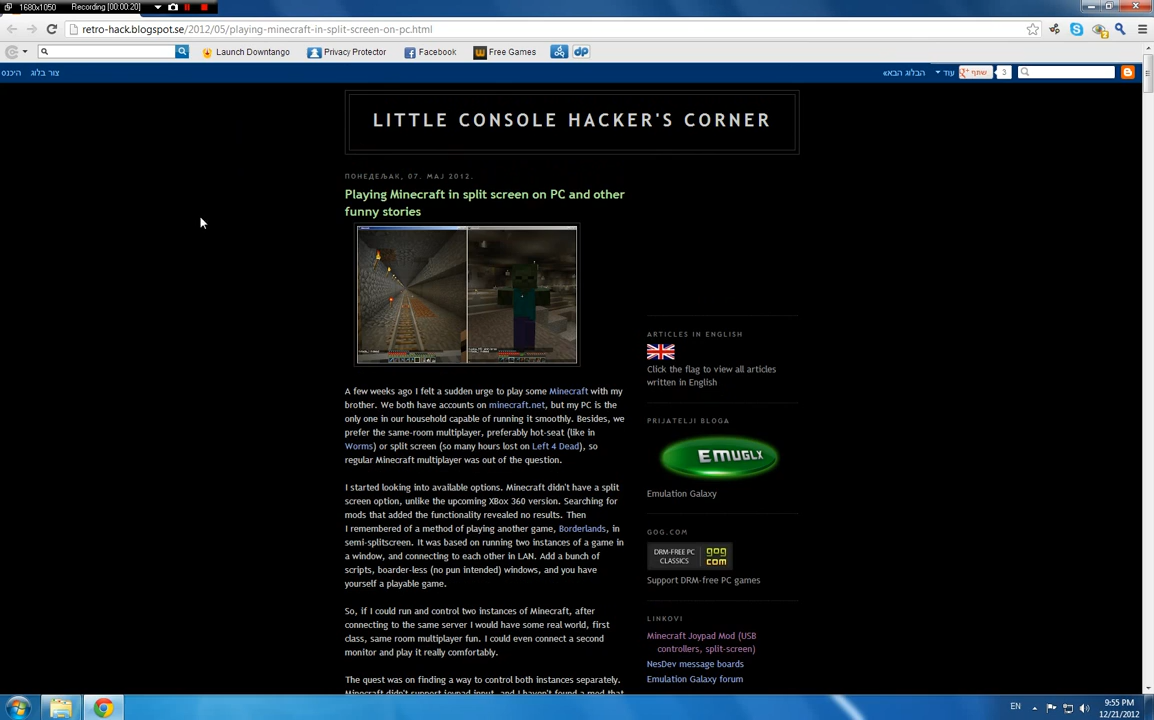 1680x1050
Recording [00:00:20]
retro-hack.blogspot.se/2012/05/playing-minecraft-in-split-screen-on-pc.html
Launch Downtango
Privacy Protector
Facebook
Free Games
dp
היכנס
צור בלוג
הבלוג הבא»
עוד
שתף
3
LITTLE CONSOLE HACKER'S CORNER
ПОНЕДЕЉАК, 07. МАЈ 2012.
Playing Minecraft in split screen on PC and other
funny stories
A few weeks ago I felt a sudden urge to play some Minecraft with my
brother. We both have accounts on minecraft.net, but my PC is the
only one in our household capable of running it smoothly. Besides, we
prefer the same-room multiplayer, preferably hot-seat (like in
Worms) or split screen (so many hours lost on Left 4 Dead), so
regular Minecraft multiplayer was out of the question.
I started looking into available options. Minecraft didn't have a split
screen option, unlike the upcoming XBox 360 version. Searching for
mods that added the functionality revealed no results. Then
I remembered of a method of playing another game, Borderlands, in
semi-splitscreen. It was based on running two instances of a game in
a window, and connecting to each other in LAN. Add a bunch of
scripts, boarder-less (no pun intended) windows, and you have
yourself a playable game.
So, if I could run and control two instances of Minecraft, after
connecting to the same server I would have some real world, first
class, same room multiplayer fun. I could even connect a second
monitor and play it really comfortably.
The quest was on finding a way to control both instances separately.
Minecraft didn't support joypad input, and I haven't found a mod that
ARTICLES IN ENGLISH
Click the flag to view all articles
written in English
PRIJATELJI BLOGA
EMUGLX
Emulation Galaxy
GOG.COM
DRM-FREE PC
CLASSICS
gog
com
Support DRM-free PC games
LINKOVI
Minecraft Joypad Mod (USB
controllers, split-screen)
NesDev message boards
Emulation Galaxy forum
EN
9:55 PM
12/21/2012